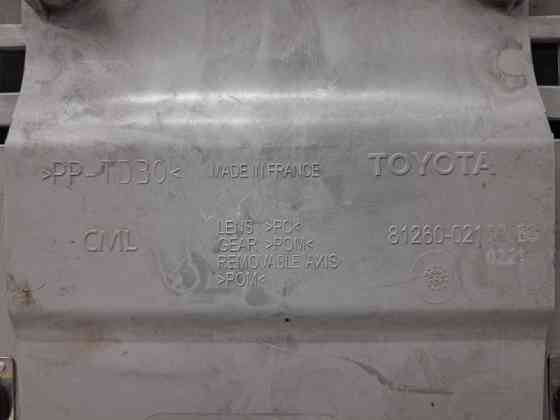 >PP-TD30<
MADE IN FRANCE
TOYOTA
CML
LENS >PC<
GEAR >POM<
REMOVABLE AXIS
>POM<